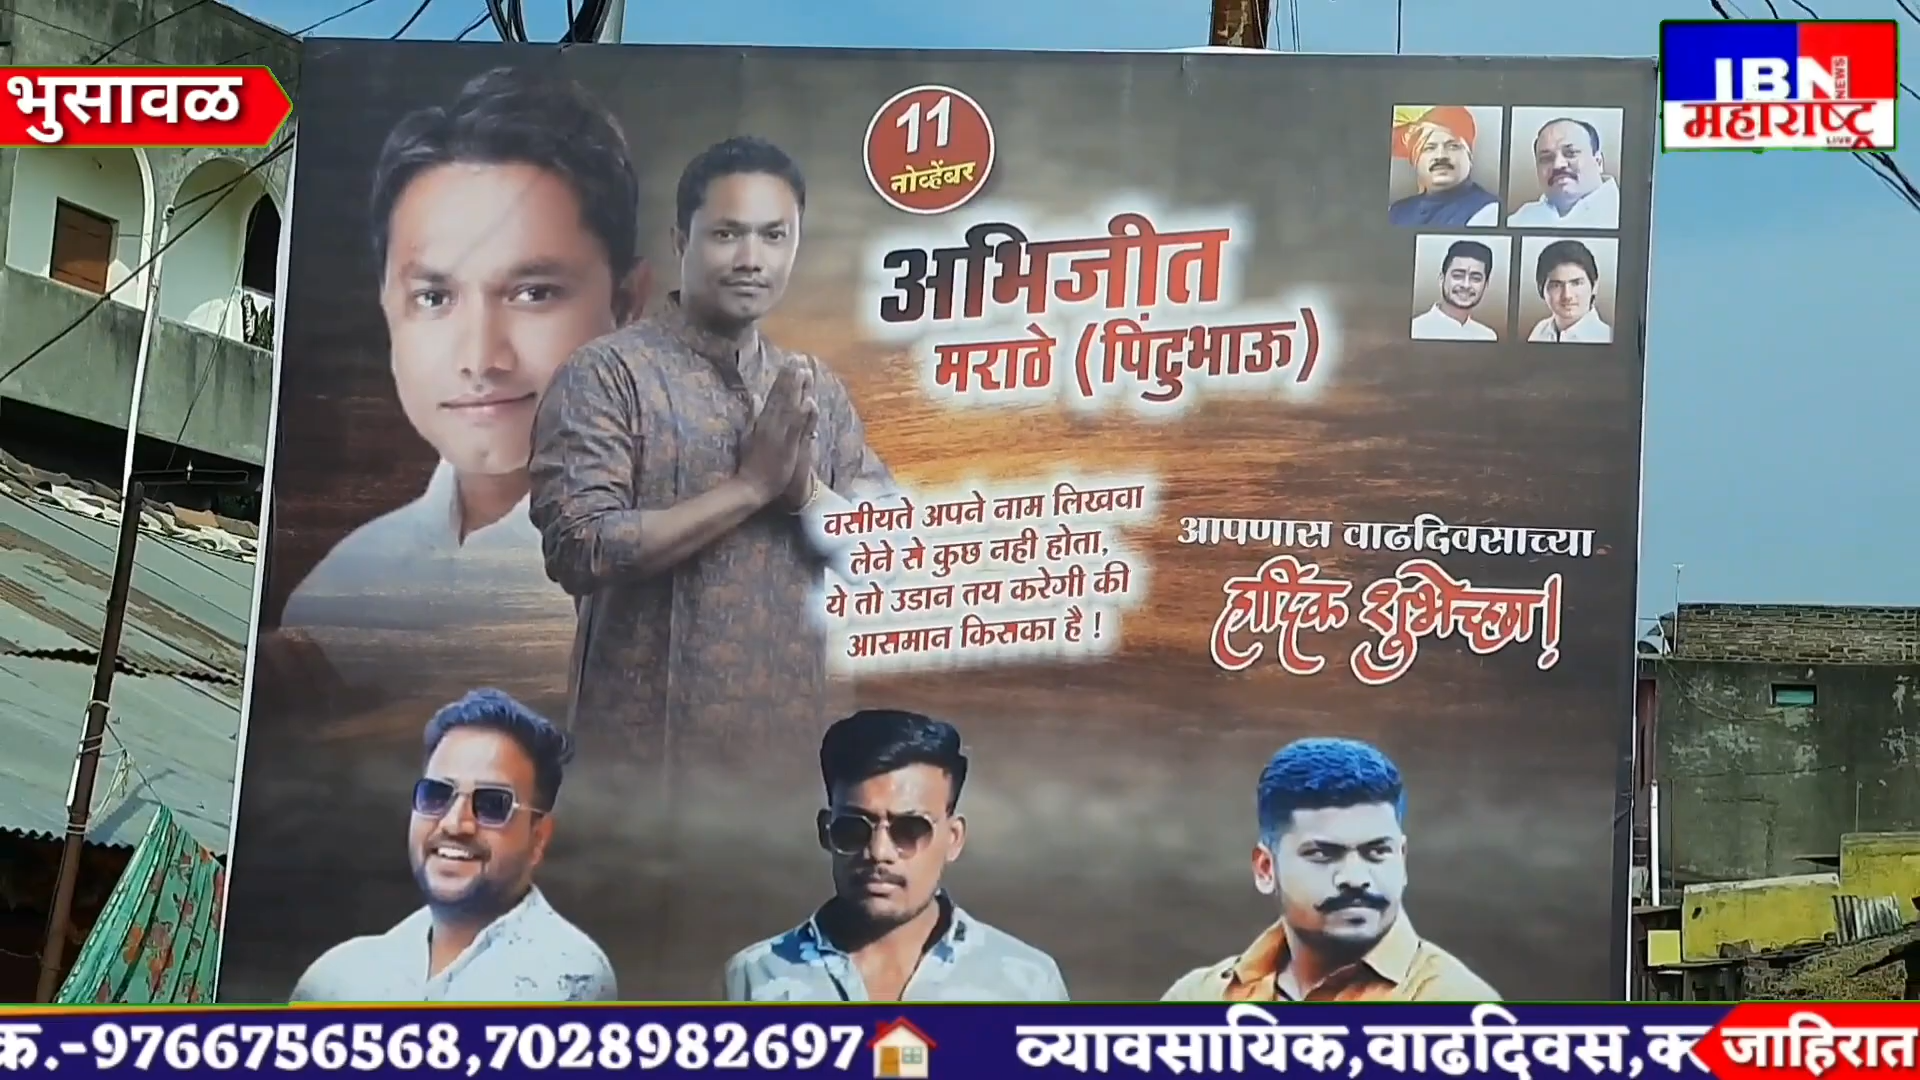 भुसावळ
IBN
NEWS
महाराष्ट्र
LIVE
11
नोव्हेंबर
अभिजीत
मराठे (पिंटुभाऊ)
वसीयते अपने नाम लिखवा
लेने से कुछ नही होता,
ये तो उडान तय करेगी की
आसमान किसका है !
आपणास वाढदिवसाच्या
हार्दिक शुभेच्छा!
क्र.-9766756568,7028982697
व्यावसायिक,वाढदिवस,
जाहिरात